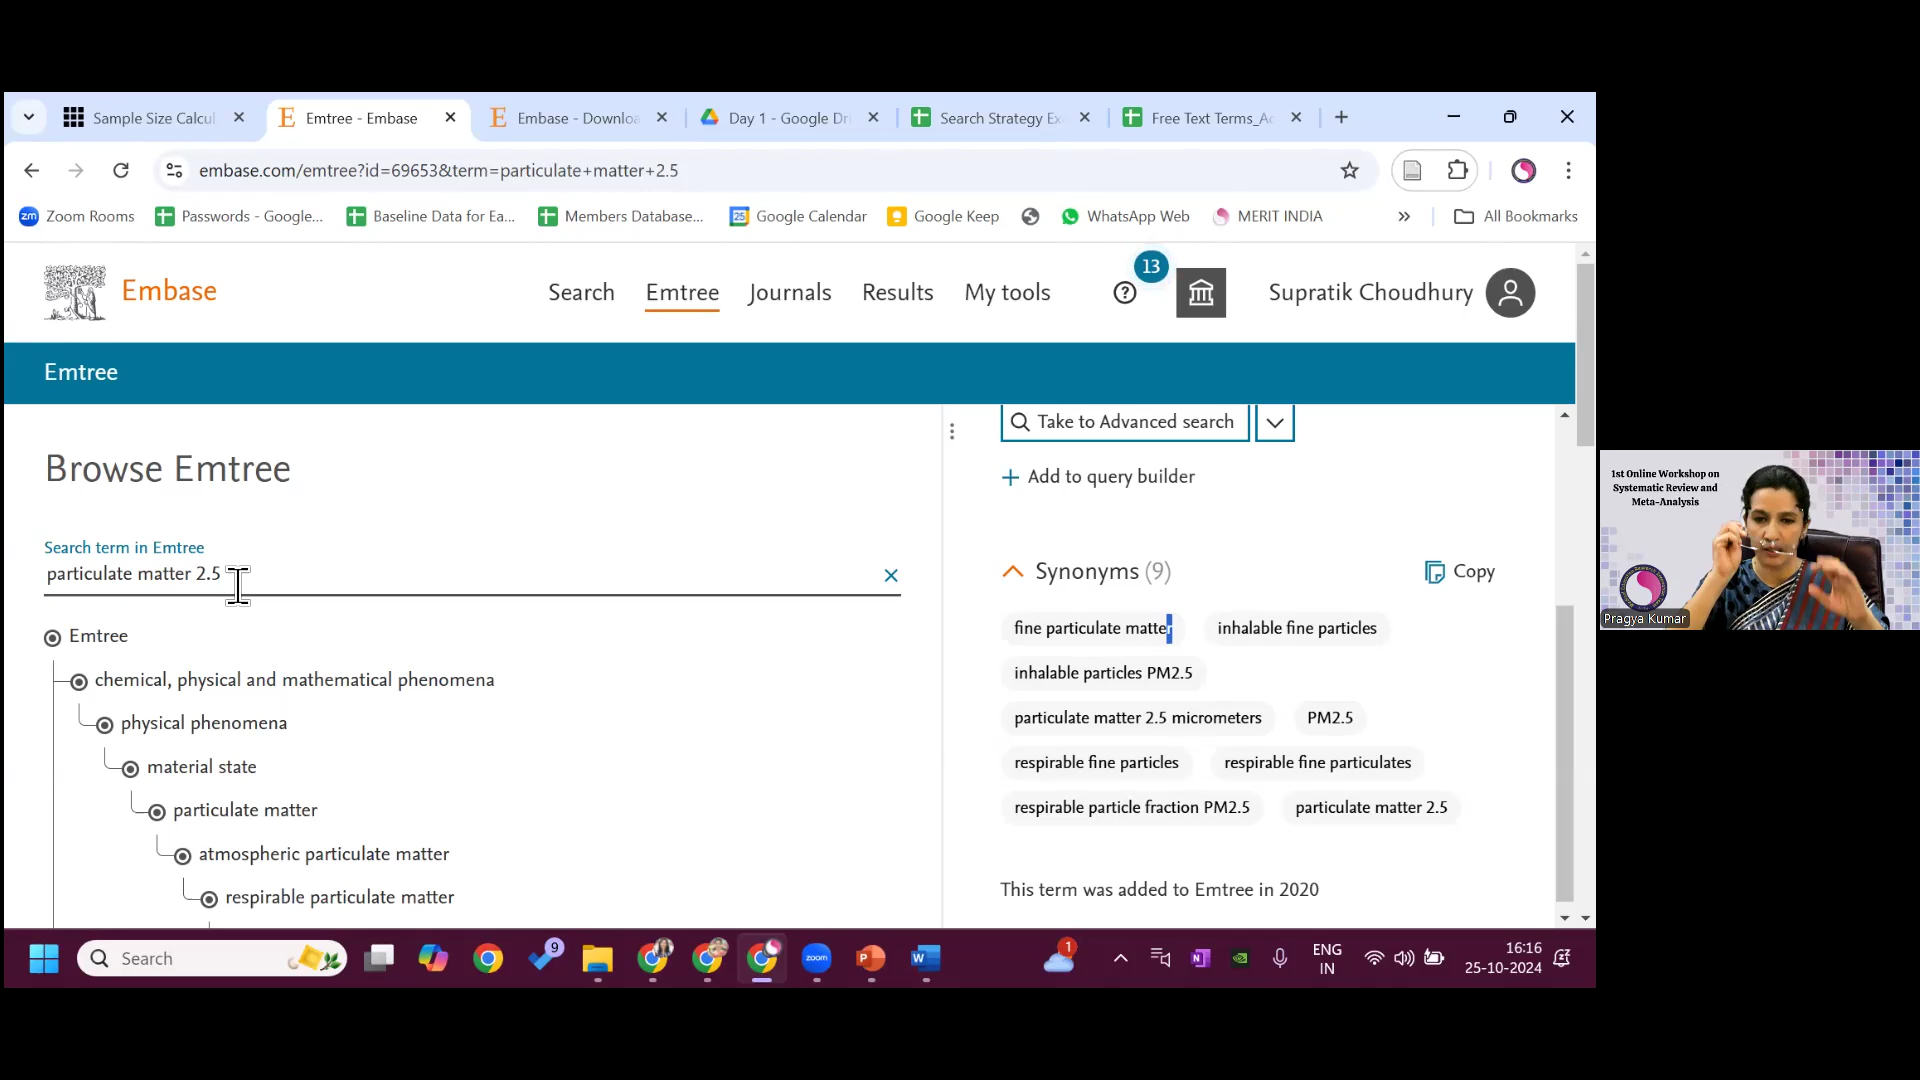 Sample Size Calcul
Emtree - Embase
Embase - Downloa
Day 1 - Google Dri
Search Strategy Ex
Free Text Terms_Ac
embase.com/emtree?id=69653&term=particulate+matter+2.5
zm Zoom Rooms
Passwords - Google...
Baseline Data for Ea...
Members Database...
25 Google Calendar
Google Keep
WhatsApp Web
MERIT INDIA
» All Bookmarks
Embase
Search
Emtree
Journals
Results
My tools
13
Supratik Choudhury
Emtree
Browse Emtree
Search term in Emtree
particulate matter 2.5
Emtree
chemical, physical and mathematical phenomena
physical phenomena
material state
particulate matter
atmospheric particulate matter
respirable particulate matter
Take to Advanced search
+ Add to query builder
Synonyms (9)
Copy
fine particulate matter
inhalable fine particles
inhalable particles PM2.5
particulate matter 2.5 micrometers
PM2.5
respirable fine particles
respirable fine particulates
respirable particle fraction PM2.5
particulate matter 2.5
This term was added to Emtree in 2020
1st Online Workshop on
Systematic Review and
Meta-Analysis
Pragya Kumar
Search
9
zoom
1
ENG
IN
16:16
25-10-2024